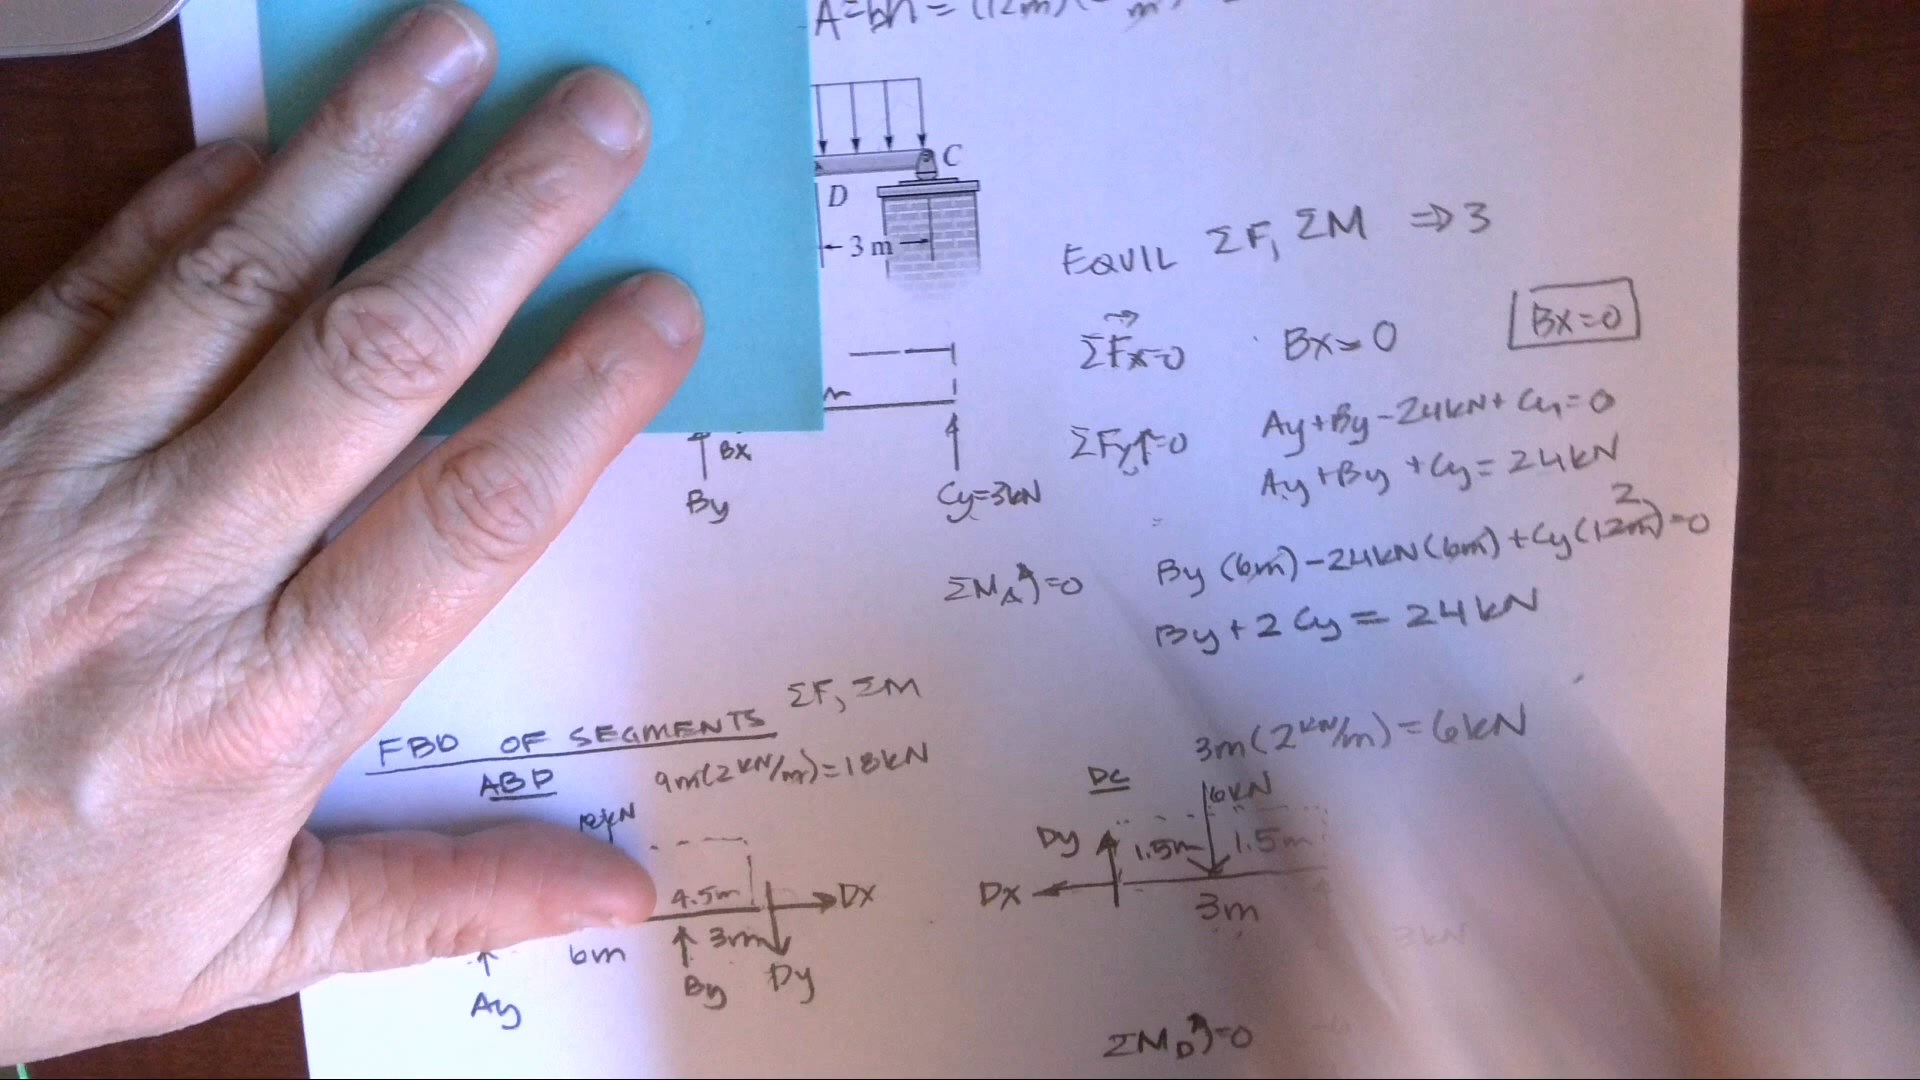 A=bh= (12m)(
C
D
3 m
EQUIL ΣF, ΣM ⇒ 3
ΣFx=0 Bx=0 Bx=0
ΣFy↑=0 Ay+By-24kN+Cy=0
Ay+By+Cy=24kN
Bx
By
Cy=3kN
2
ΣMA=0 By(6m)-24kN(6m)+Cy(12m)=0
By+2Cy=24kN
FBD OF SEGMENTS ΣF, ΣM
ABD 9m(2kN/m)=18kN
4.5m
Dx
6m
3m
By
Dy
Ay
3m(2kN/m)=6kN
DC
6kN
Dy
1.5m
1.5m
Dx
3m
3kN
ΣMD=0